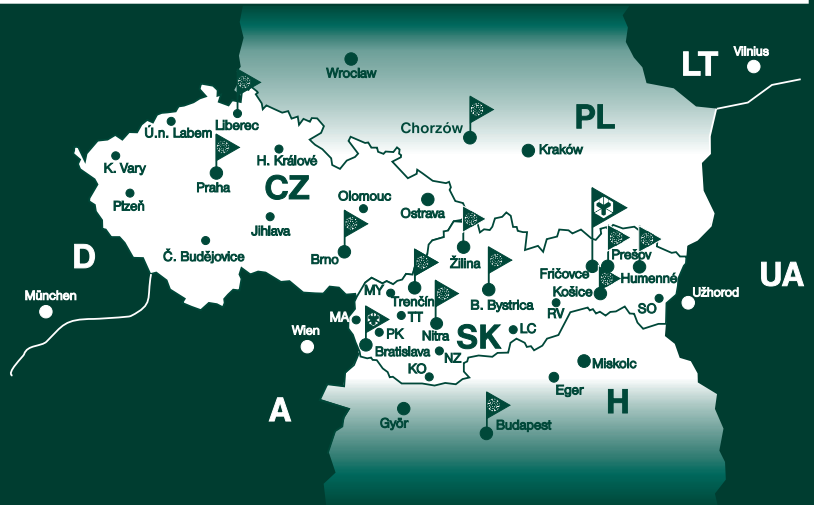 LT
Vilnius
Wrocław
PL
Chorzów
Kraków
Liberec
Ú.n. Labem
H. Králové
K. Vary
Praha
CZ
Plzeň
Olomouc
Ostrava
Jihlava
Č. Budějovice
Brno
Žilina
D
Prešov
Fričovce
Humenné
UA
München
MY
Trenčín
B. Bystrica
Košice
Užhorod
RV
SO
MA
TT
Wien
PK
Nitra
SK
LC
Bratislava
NZ
KO
Miskolc
Eger
A
H
Győr
Budapest